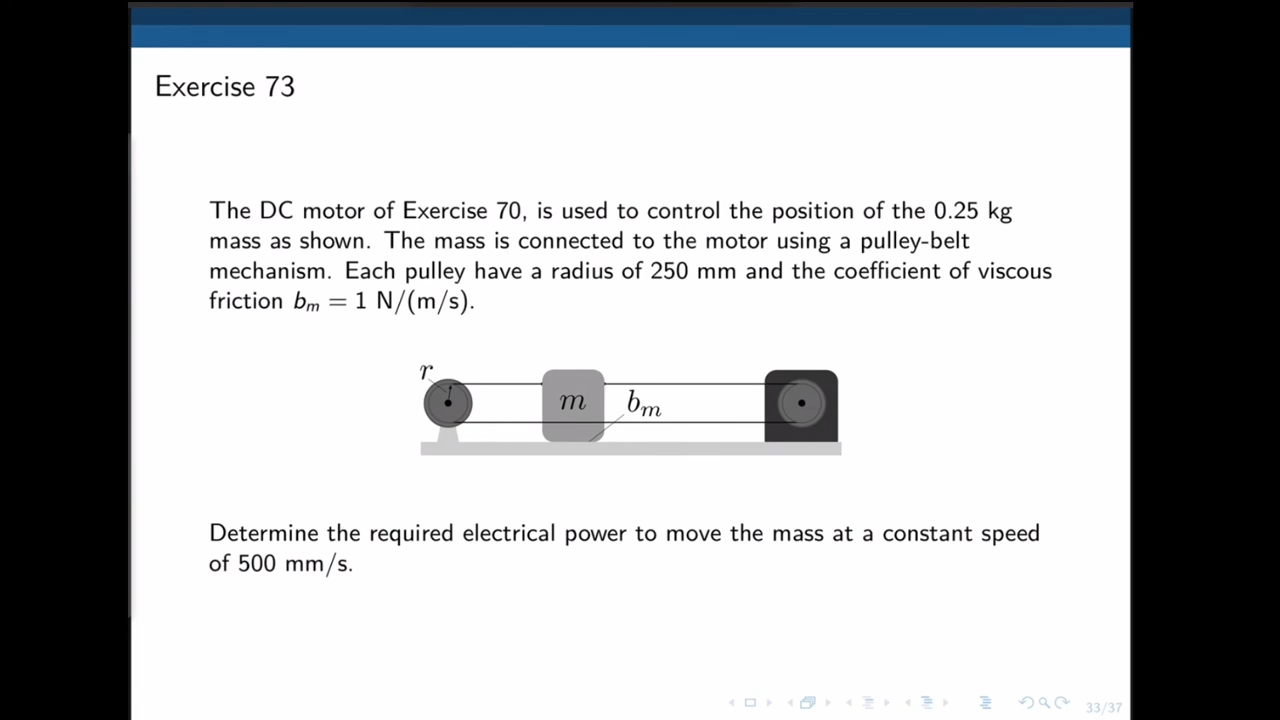 Exercise 73
The DC motor of Exercise 70, is used to control the position of the 0.25 kg
mass as shown. The mass is connected to the motor using a pulley-belt
mechanism. Each pulley have a radius of 250 mm and the coefficient of viscous
friction bₘ = 1 N/(m/s).
r
m
bₘ
Determine the required electrical power to move the mass at a constant speed
of 500 mm/s.
33/37